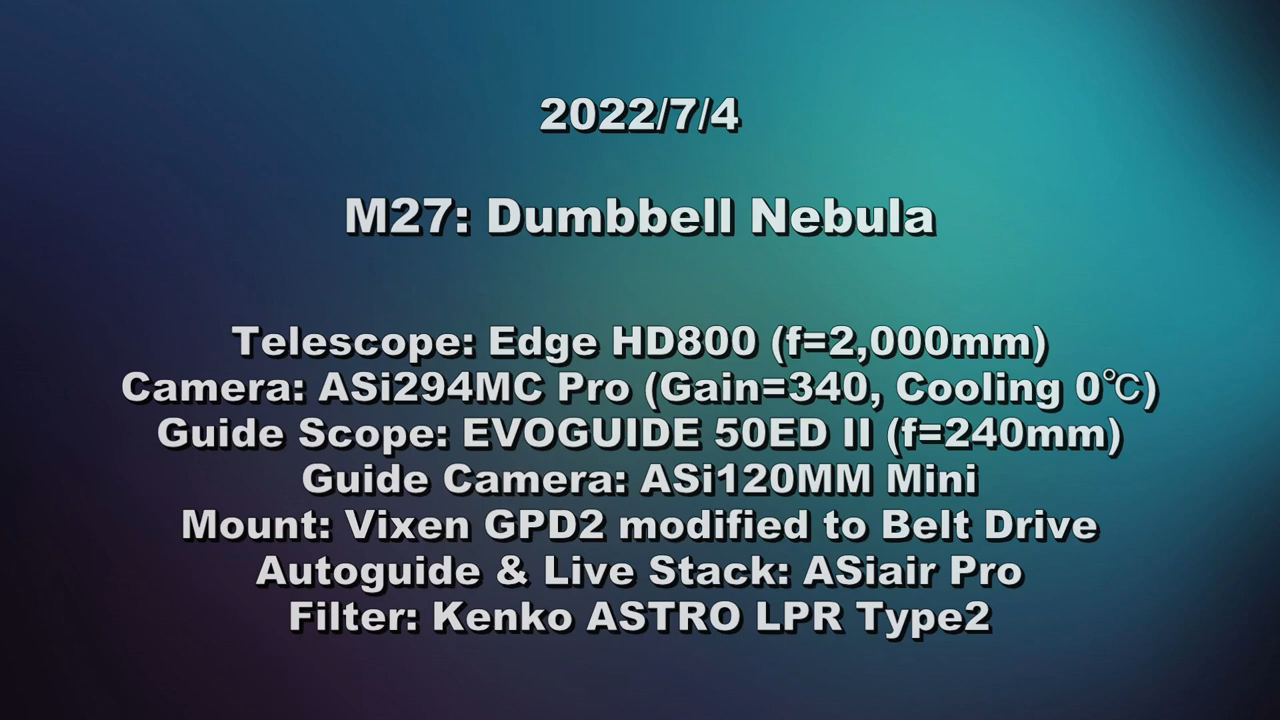 2022/7/4
M27: Dumbbell Nebula
Telescope: Edge HD800 (f=2,000mm)
Camera: ASi294MC Pro (Gain=340, Cooling 0℃)
Guide Scope: EVOGUIDE 50ED II (f=240mm)
Guide Camera: ASi120MM Mini
Mount: Vixen GPD2 modified to Belt Drive
Autoguide & Live Stack: ASiair Pro
Filter: Kenko ASTRO LPR Type2